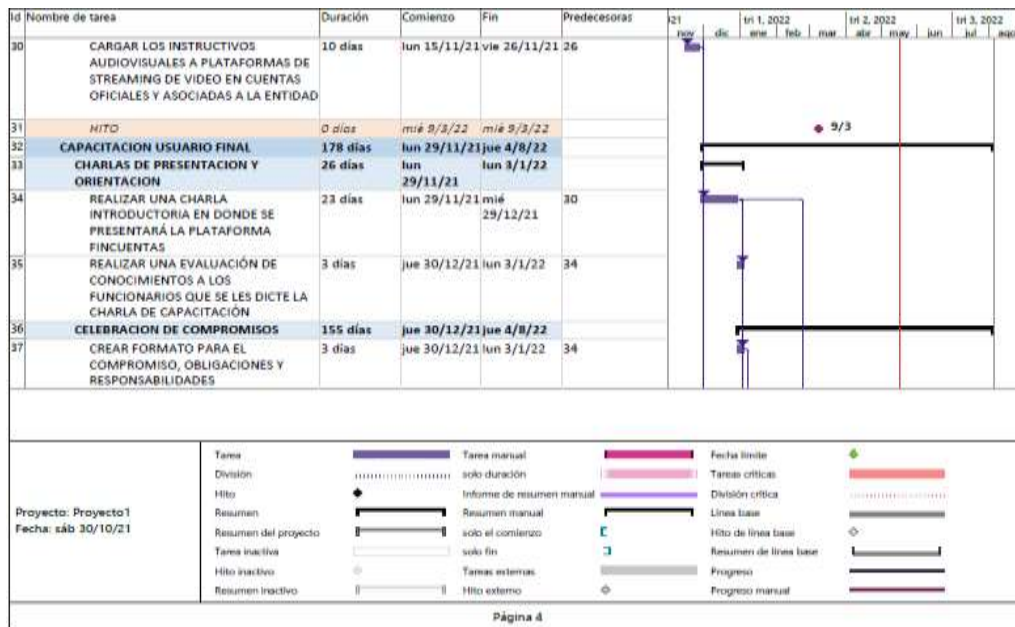 Id Nombre de tarea Duración Comienzo Fin Predecesoras 021 tri 1, 2022 tri 2, 2022 tri 3, 2022
nov dic ene feb mar abr may jun jul ago
30 CARGAR LOS INSTRUCTIVOS 10 días lun 15/11/21 vie 26/11/21 26
AUDIOVISUALES A PLATAFORMAS DE
STREAMING DE VIDEO EN CUENTAS
OFICIALES Y ASOCIADAS A LA ENTIDAD
31 HITO 0 días mié 9/3/22 mié 9/3/22 9/3
32 CAPACITACION USUARIO FINAL 178 días lun 29/11/21 jue 4/8/22
33 CHARLAS DE PRESENTACION Y 26 días lun lun 3/1/22
ORIENTACION 29/11/21
34 REALIZAR UNA CHARLA 23 días lun 29/11/21 mié 30
INTRODUCTORIA EN DONDE SE 29/12/21
PRESENTARÁ LA PLATAFORMA
FINCUENTAS
35 REALIZAR UNA EVALUACIÓN DE 3 días jue 30/12/21 lun 3/1/22 34
CONOCIMIENTOS A LOS
FUNCIONARIOS QUE SE LES DICTE LA
CHARLA DE CAPACITACIÓN
36 CELEBRACION DE COMPROMISOS 155 días jue 30/12/21 jue 4/8/22
37 CREAR FORMATO PARA EL 3 días jue 30/12/21 lun 3/1/22 34
COMPROMISO, OBLIGACIONES Y
RESPONSABILIDADES
Proyecto: Proyecto1
Fecha: sáb 30/10/21
Tarea
División
Hito
Resumen
Resumen del proyecto
Tarea inactiva
Hito inactivo
Resumen inactivo
Tarea manual
solo duración
Informe de resumen manual
Resumen manual
solo el comienzo
solo fin
Tareas externas
Hito externo
Fecha límite
Tareas críticas
División crítica
Línea base
Hito de línea base
Resumen de línea base
Progreso
Progreso manual
Página 4